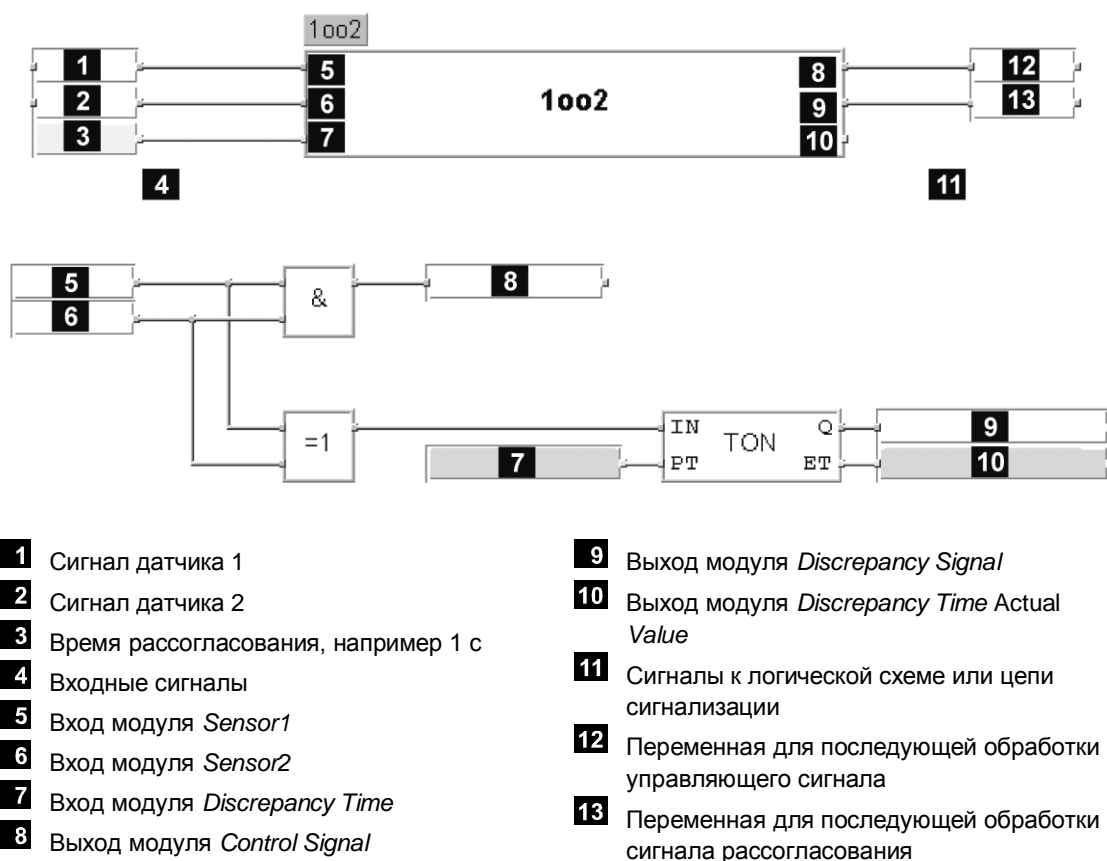 1oo2
1 5 8 12
2 6 1oo2 9 13
3 7 10
4 11
5 & 8
6
=1 IN TON Q 9
7 PT ET 10
1 Сигнал датчика 1
2 Сигнал датчика 2
3 Время рассогласования, например 1 с
4 Входные сигналы
5 Вход модуля Sensor1
6 Вход модуля Sensor2
7 Вход модуля Discrepancy Time
8 Выход модуля Control Signal
9 Выход модуля Discrepancy Signal
10 Выход модуля Discrepancy Time Actual
Value
11 Сигналы к логической схеме или цепи
сигнализации
12 Переменная для последующей обработки
управляющего сигнала
13 Переменная для последующей обработки
сигнала рассогласования